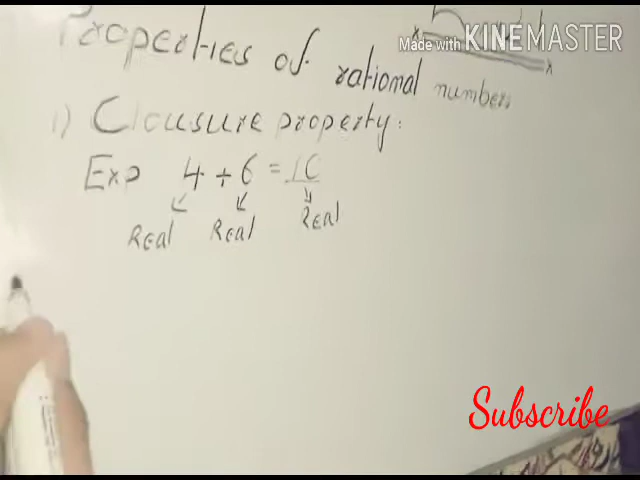 Properties of rational numbers
Made with KINEMASTER
1) Clousure property:
Exp 4 + 6 = 10
Real Real Real
Subscribe